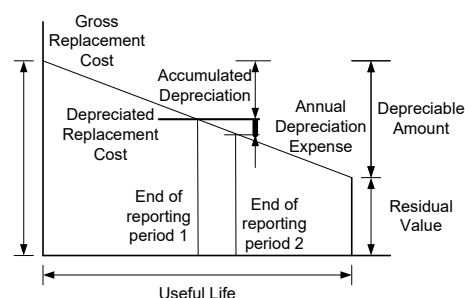 Gross
Replacement
Cost
Accumulated
Depreciation
Depreciated
Replacement
Cost
Annual
Depreciation
Expense
Depreciable
Amount
End of
reporting
period 1
End of
reporting
period 2
Residual
Value
Useful Life